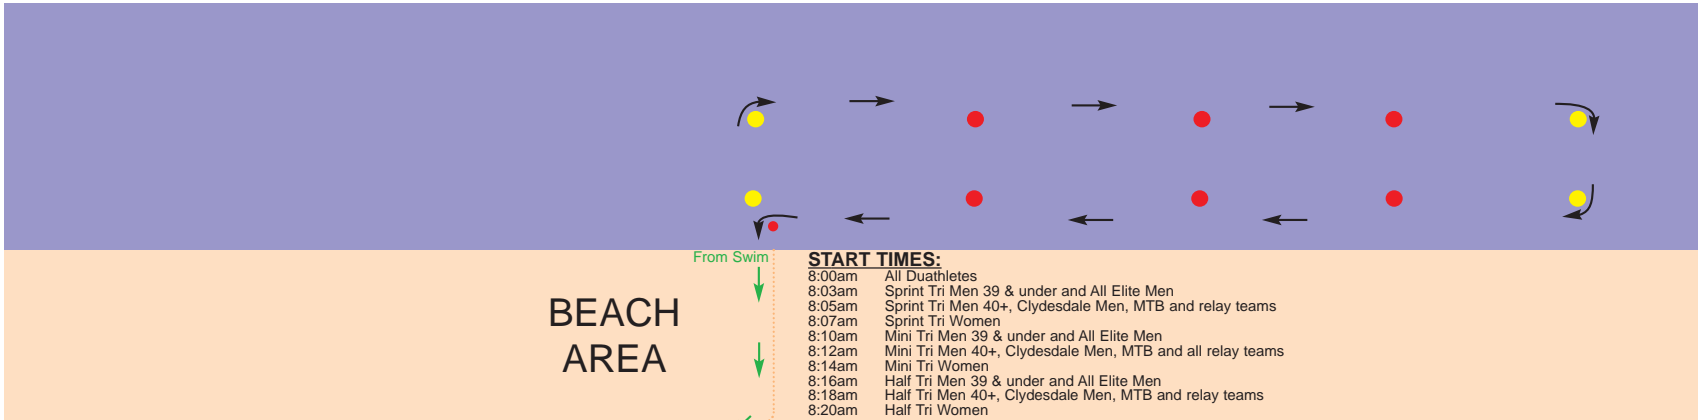 From Swim
BEACH
AREA
START TIMES:
8:00am All Duathletes
8:03am Sprint Tri Men 39 & under and All Elite Men
8:05am Sprint Tri Men 40+, Clydesdale Men, MTB and relay teams
8:07am Sprint Tri Women
8:10am Mini Tri Men 39 & under and All Elite Men
8:12am Mini Tri Men 40+, Clydesdale Men, MTB and all relay teams
8:14am Mini Tri Women
8:16am Half Tri Men 39 & under and All Elite Men
8:18am Half Tri Men 40+, Clydesdale Men, MTB and relay teams
8:20am Half Tri Women